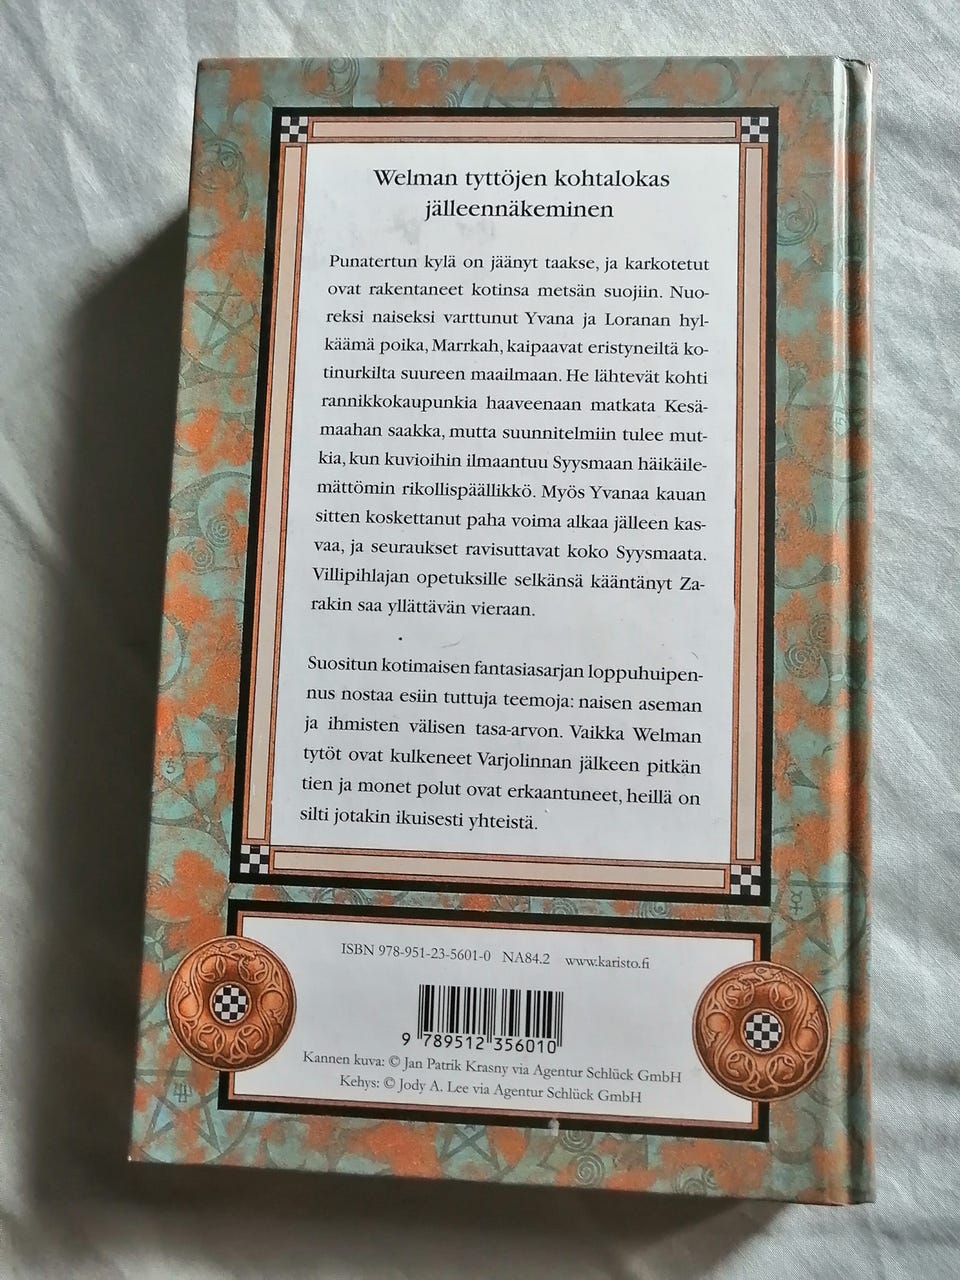 Welman tyttöjen kohtalokas
jälleennäkeminen
Punatertun kylä on jäänyt taakse, ja karkotetut
ovat rakentaneet kotinsa metsän suojiin. Nuo-
reksi naiseksi varttunut Yvana ja Loranan hyl-
käämä poika, Marrkah, kaipaavat eristyneiltä ko-
tinurkilta suureen maailmaan. He lähtevät kohti
rannikkokaupunkia haaveenaan matkata Kesä-
maahan saakka, mutta suunnitelmiin tulee mut-
kia, kun kuvioihin ilmaantuu Syysmaan häikäile-
mättömin rikollispäällikkö. Myös Yvanaa kauan
sitten koskettanut paha voima alkaa jälleen kas-
vaa, ja seuraukset ravisuttavat koko Syysmaata.
Villipihlajan opetuksille selkänsä kääntänyt Za-
rakin saa yllättävän vieraan.
Suositun kotimaisen fantasiasarjan loppuhuipen-
nus nostaa esiin tuttuja teemoja: naisen aseman
ja ihmisten välisen tasa-arvon. Vaikka Welman
tytöt ovat kulkeneet Varjolinnan jälkeen pitkän
tien ja monet polut ovat erkaantuneet, heillä on
silti jotakin ikuisesti yhteistä.
ISBN 978-951-23-5601-0 NA84.2 www.karisto.fi
9 789512 356010
Kannen kuva: © Jan Patrik Krasny via Agentur Schlück GmbH
Kehys: © Jody A. Lee via Agentur Schlück GmbH